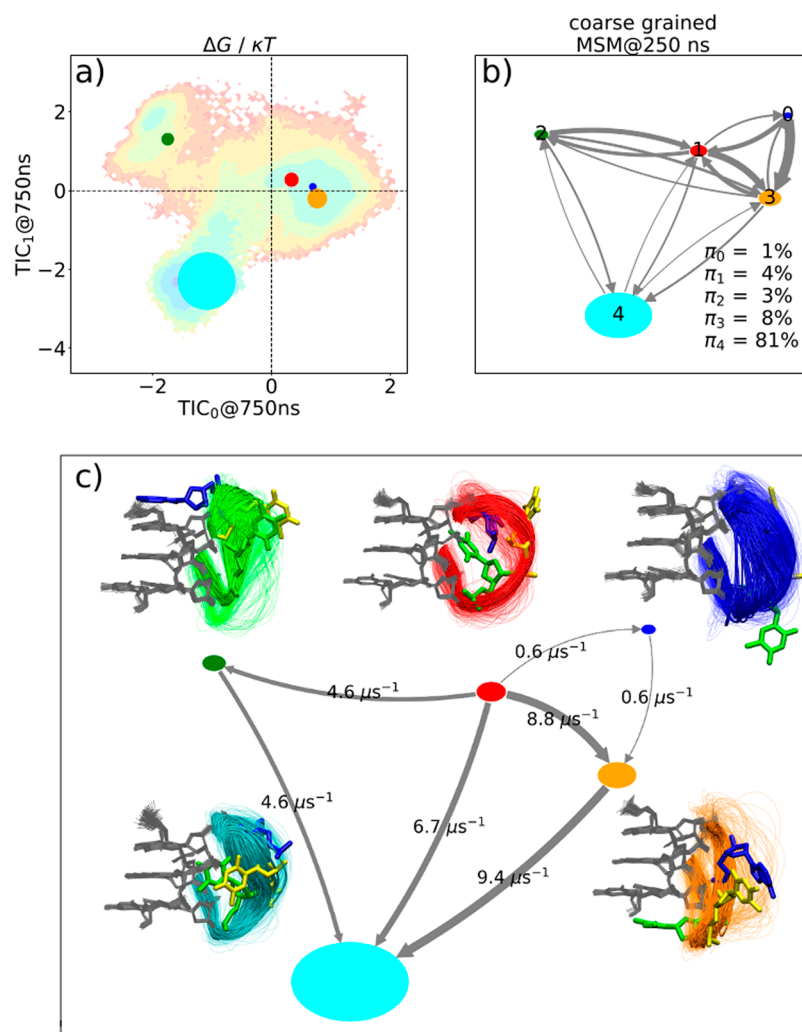 ΔG / κT
coarse grained
MSM@250 ns
a)
b)
2
0
−2
−4
TIC₁@750ns
−2
0
2
TIC₀@750ns
0
2
1
3
4
π₀ = 1%
π₁ = 4%
π₂ = 3%
π₃ = 8%
π₄ = 81%
c)
0.6 μs⁻¹
4.6 μs⁻¹
8.8 μs⁻¹
0.6 μs⁻¹
4.6 μs⁻¹
6.7 μs⁻¹
9.4 μs⁻¹